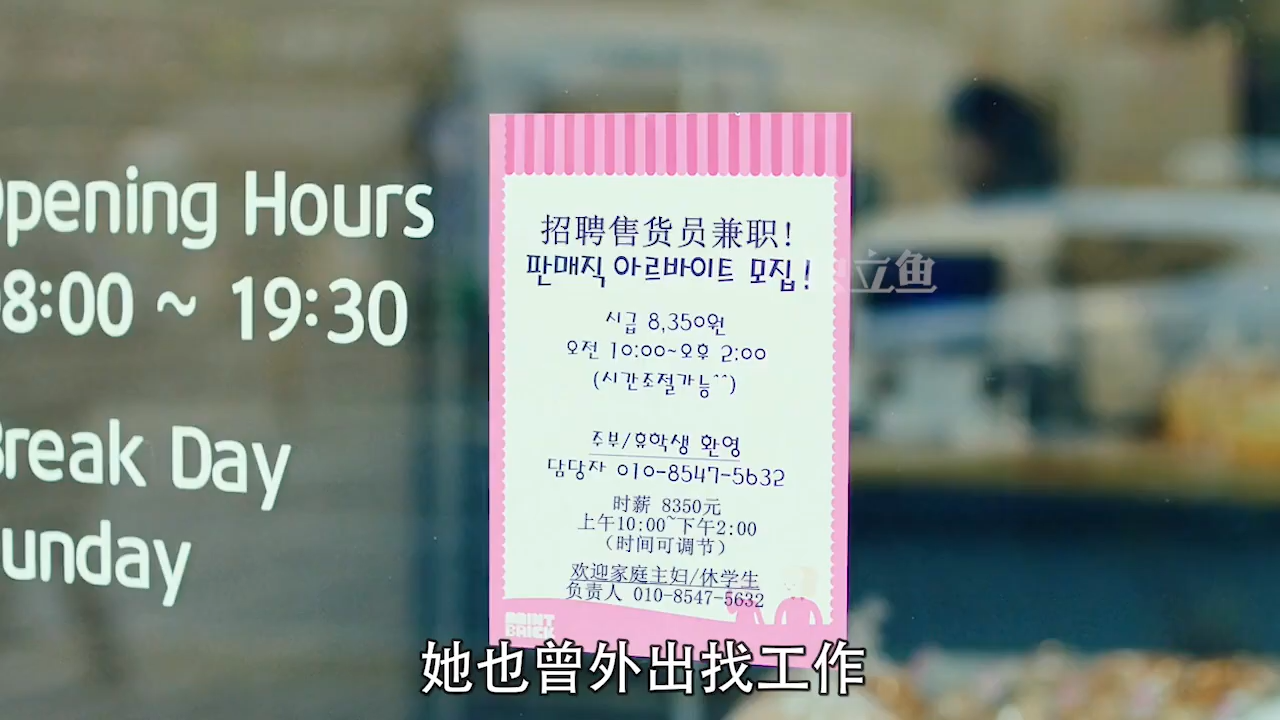 Opening Hours
08:00 ~ 19:30
Break Day
Sunday
招聘售货员兼职!
판매직 아르바이트 모집!
시급 8,350원
오전 10:00~오후 2:00
(시간조절가능^^)
주부/휴학생 환영
담당자 010-8547-5632
时薪 8350元
上午10:00~下午2:00
（时间可调节）
欢迎家庭主妇/休学生
负责人 010-8547-5632
POINT
BRICK
立鱼
她也曾外出找工作